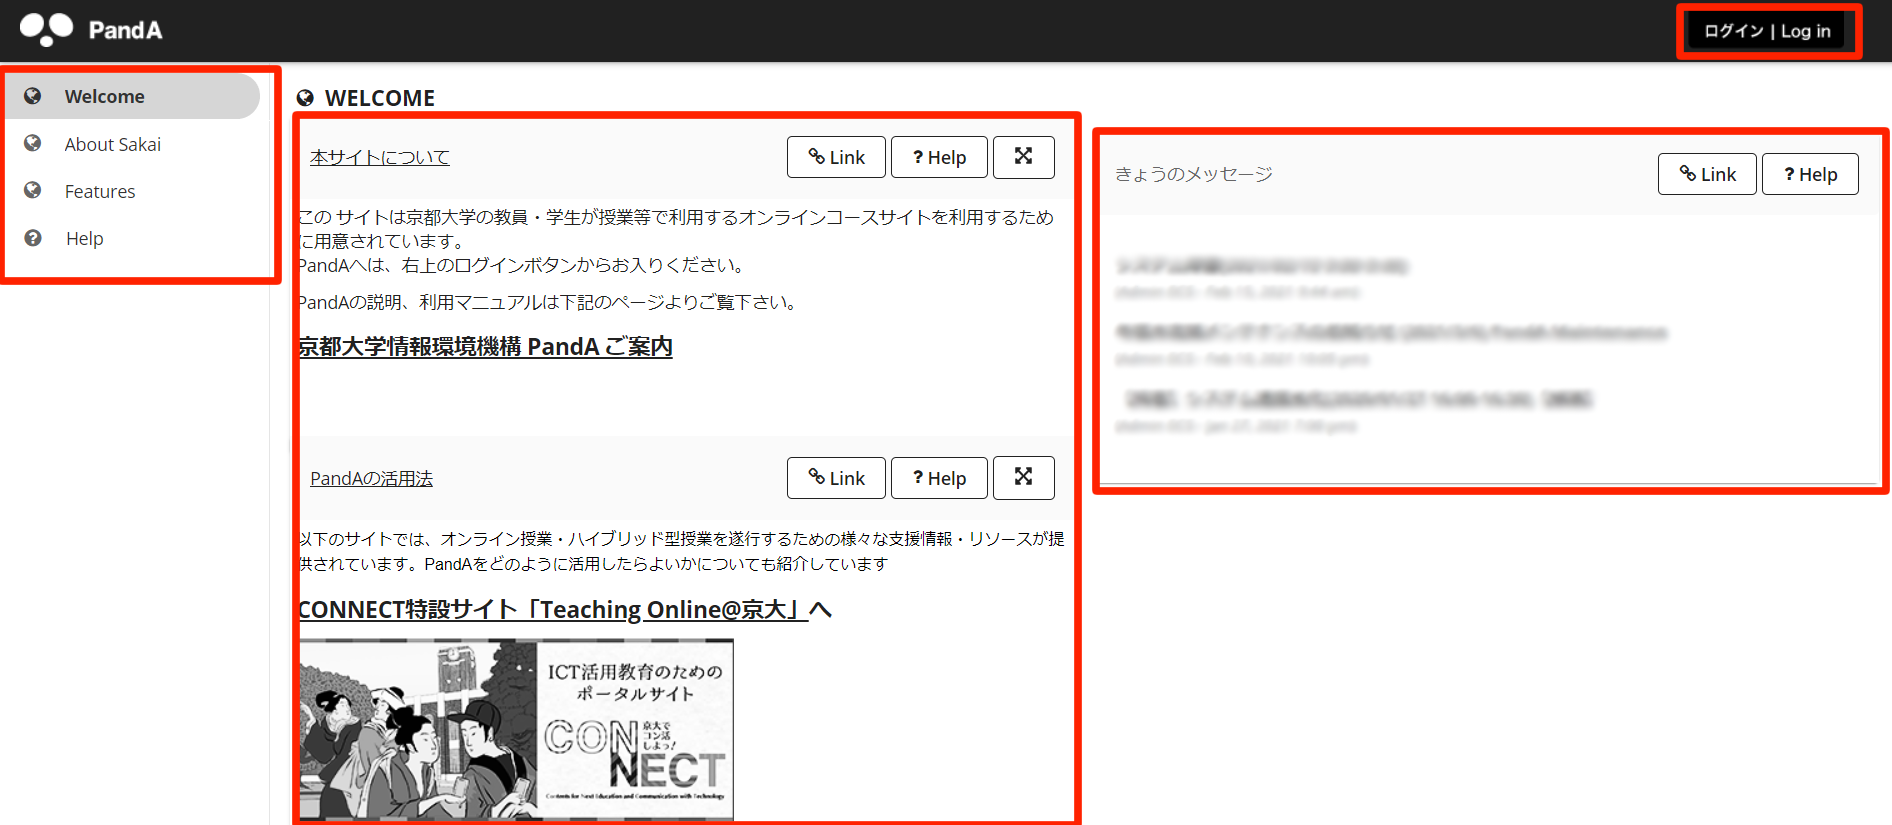 PandA
ログイン | Log in
Welcome
About Sakai
Features
Help
WELCOME
本サイトについて
Link
? Help
この サイトは京都大学の教員・学生が授業等で利用するオンラインコースサイトを利用するため
に用意されています。
PandAへは、右上のログインボタンからお入りください。
PandAの説明、利用マニュアルは下記のページよりご覧下さい。
京都大学情報環境機構 PandA ご案内
PandAの活用法
Link
? Help
以下のサイトでは、オンライン授業・ハイブリッド型授業を遂行するための様々な支援情報・リソースが提
供されています。PandAをどのように活用したらよいかについても紹介しています
CONNECT特設サイト「Teaching Online@京大」へ
ICT活用教育のための
ポータルサイト
CONNECT
京大で
コン活
しよっ!
Contents for Next Education and Communication with Technology
きょうのメッセージ
Link
? Help